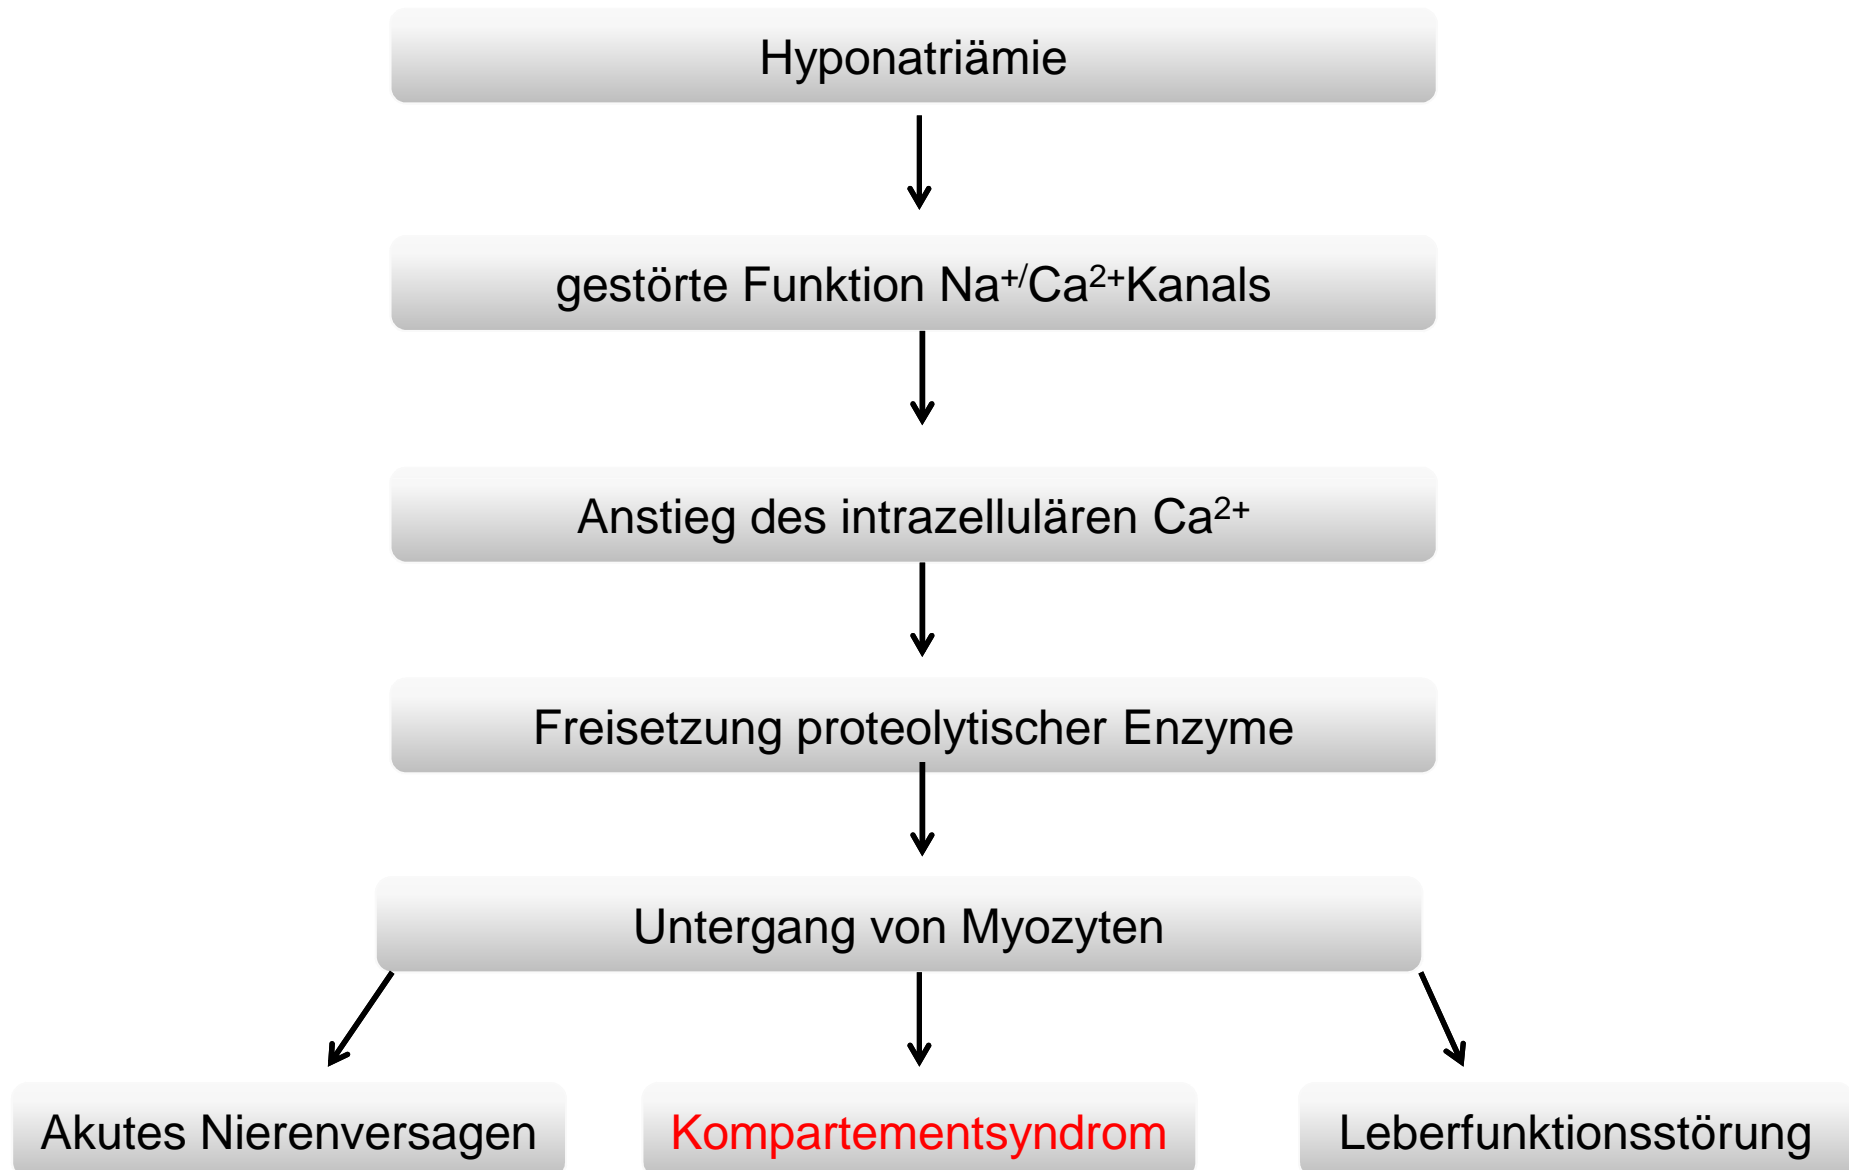 Hyponatriämie
gestörte Funktion Na⁺ᐟCa²⁺Kanals
Anstieg des intrazellulären Ca²⁺
Freisetzung proteolytischer Enzyme
Untergang von Myozyten
Akutes Nierenversagen
Kompartementsyndrom
Leberfunktionsstörung